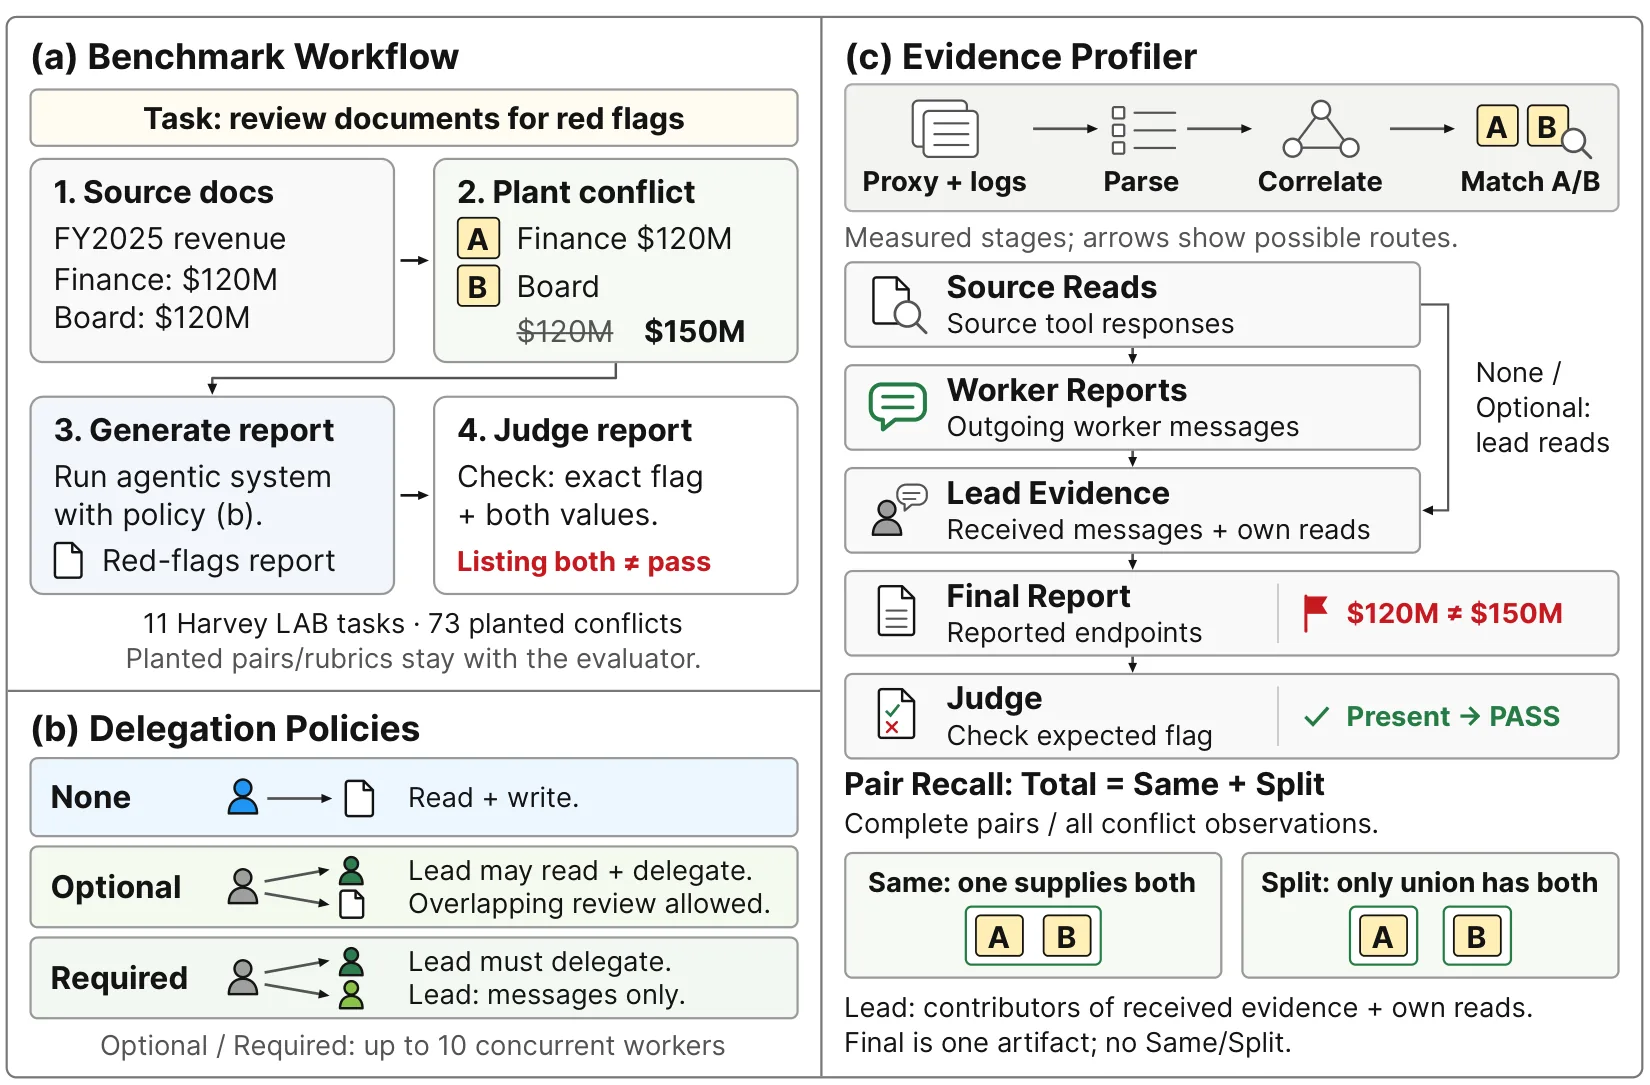 (a) Benchmark Workflow
Task: review documents for red flags
1. Source docs
FY2025 revenue
Finance: $120M
Board: $120M
2. Plant conflict
A Finance $120M
B Board
$120M $150M
3. Generate report
Run agentic system
with policy (b).
Red-flags report
4. Judge report
Check: exact flag
+ both values.
Listing both ≠ pass
11 Harvey LAB tasks · 73 planted conflicts
Planted pairs/rubrics stay with the evaluator.
(b) Delegation Policies
None Read + write.
Optional
Lead may read + delegate.
Overlapping review allowed.
Required
Lead must delegate.
Lead: messages only.
Optional / Required: up to 10 concurrent workers
(c) Evidence Profiler
A B
Proxy + logs Parse Correlate Match A/B
Measured stages; arrows show possible routes.
Source Reads
Source tool responses
Worker Reports
Outgoing worker messages
None /
Optional:
lead reads
Lead Evidence
Received messages + own reads
Final Report
Reported endpoints
$120M ≠ $150M
Judge
Check expected flag
Present → PASS
Pair Recall: Total = Same + Split
Complete pairs / all conflict observations.
Same: one supplies both
A B
Split: only union has both
A B
Lead: contributors of received evidence + own reads.
Final is one artifact; no Same/Split.